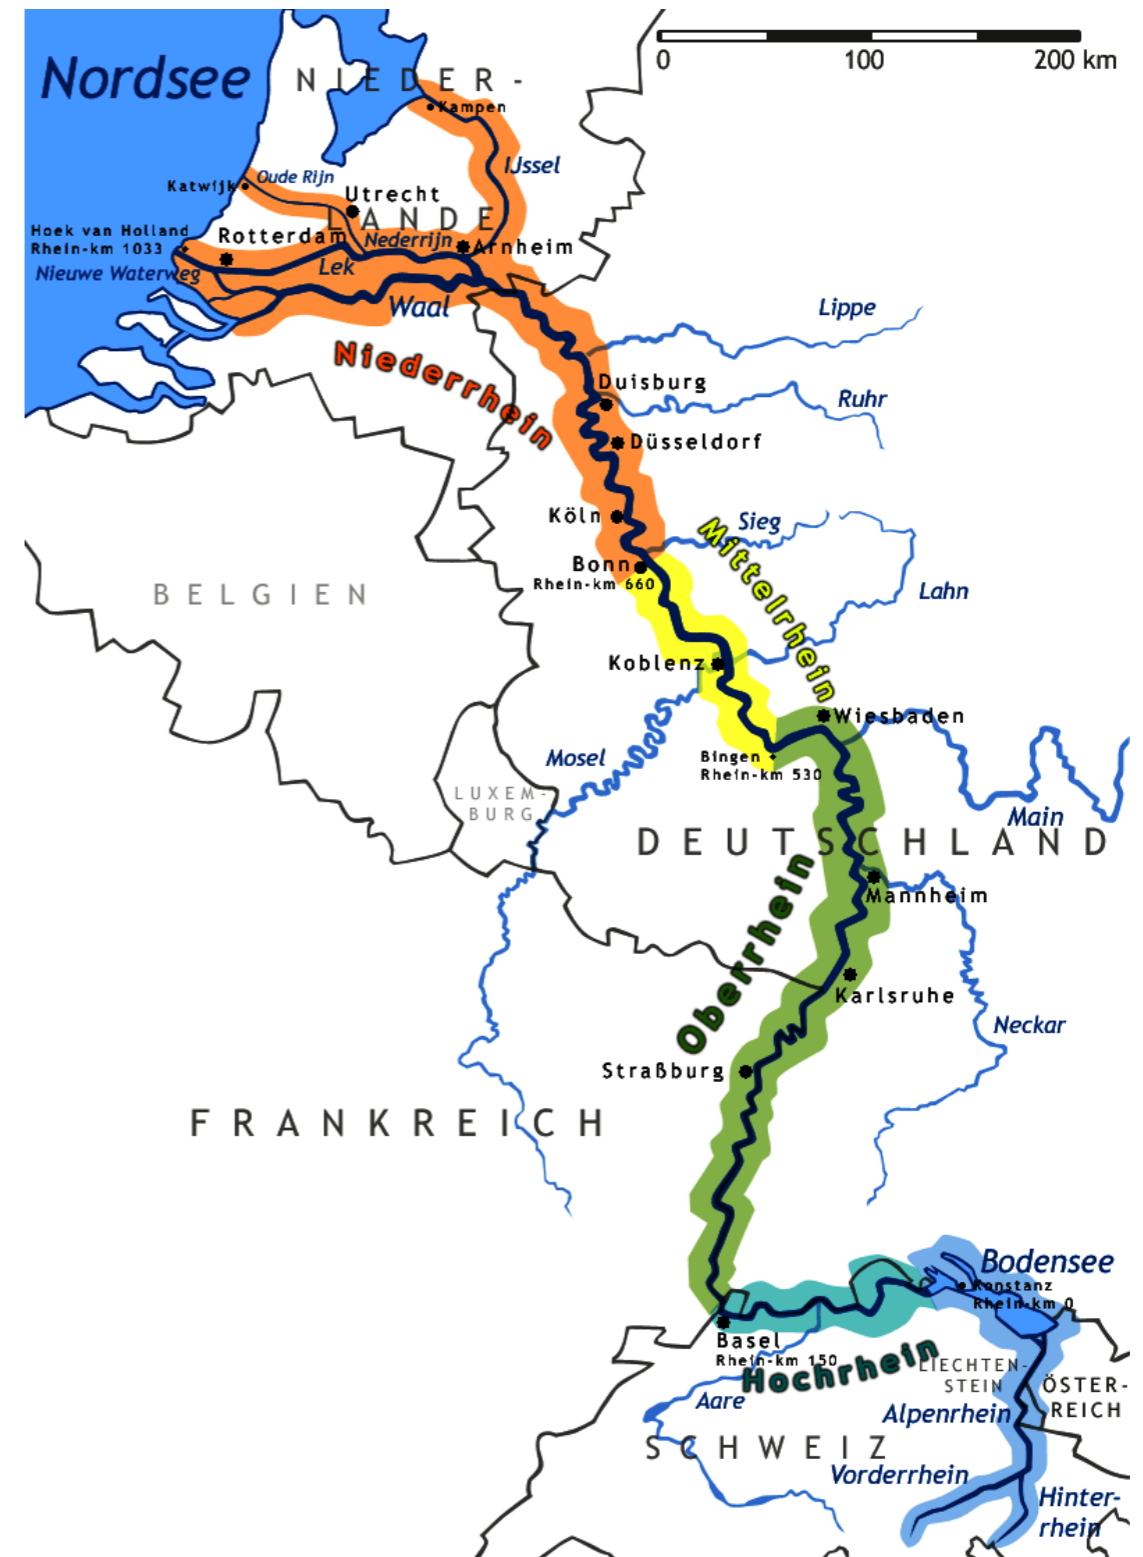 Nordsee
NIEDER-
LANDE
0 100 200 km
Kampen
IJssel
Katwijk
Oude Rijn
Utrecht
Hoek van Holland
Rhein-km 1033
Rotterdam
Nederrijn
Arnheim
Nieuwe Waterweg
Lek
Waal
Lippe
Niederrhein
Duisburg
Ruhr
Düsseldorf
Köln
Sieg
Mittelrhein
Bonn
Rhein-km 660
BELGIEN
Lahn
Koblenz
Wiesbaden
Mosel
Bingen
Rhein-km 530
LUXEM-
BURG
Main
DEUTSCHLAND
Mannheim
Oberrhein
Karlsruhe
Neckar
Straßburg
FRANKREICH
Bodensee
Konstanz
Rhein-km 0
Basel
Rhein-km 150
Hochrhein
LIECHTEN-
STEIN
ÖSTER-
REICH
Aare
Alpenrhein
SCHWEIZ
Vorderrhein
Hinter-
rhein